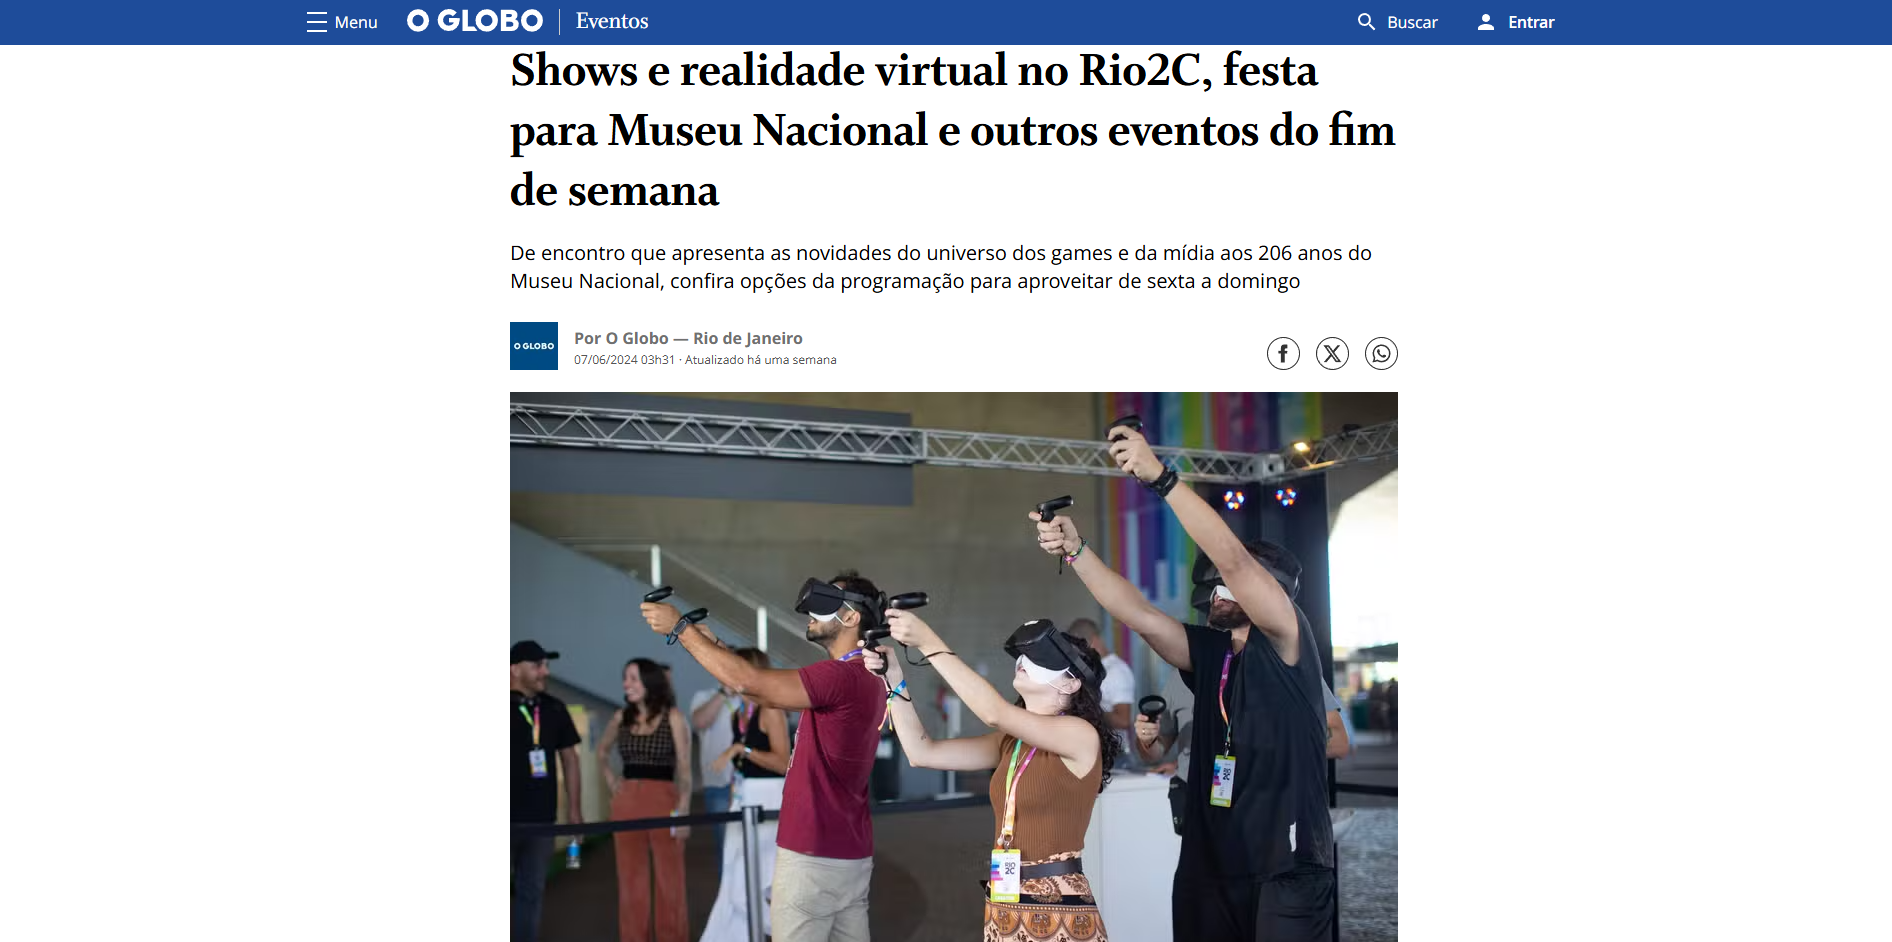 Menu
O GLOBO
Eventos
Buscar
Entrar
Shows e realidade virtual no Rio2C, festa
para Museu Nacional e outros eventos do fim
de semana
De encontro que apresenta as novidades do universo dos games e da mídia aos 206 anos do
Museu Nacional, confira opções da programação para aproveitar de sexta a domingo
O GLOBO
Por O Globo — Rio de Janeiro
07/06/2024 03h31 · Atualizado há uma semana
RIO
2C